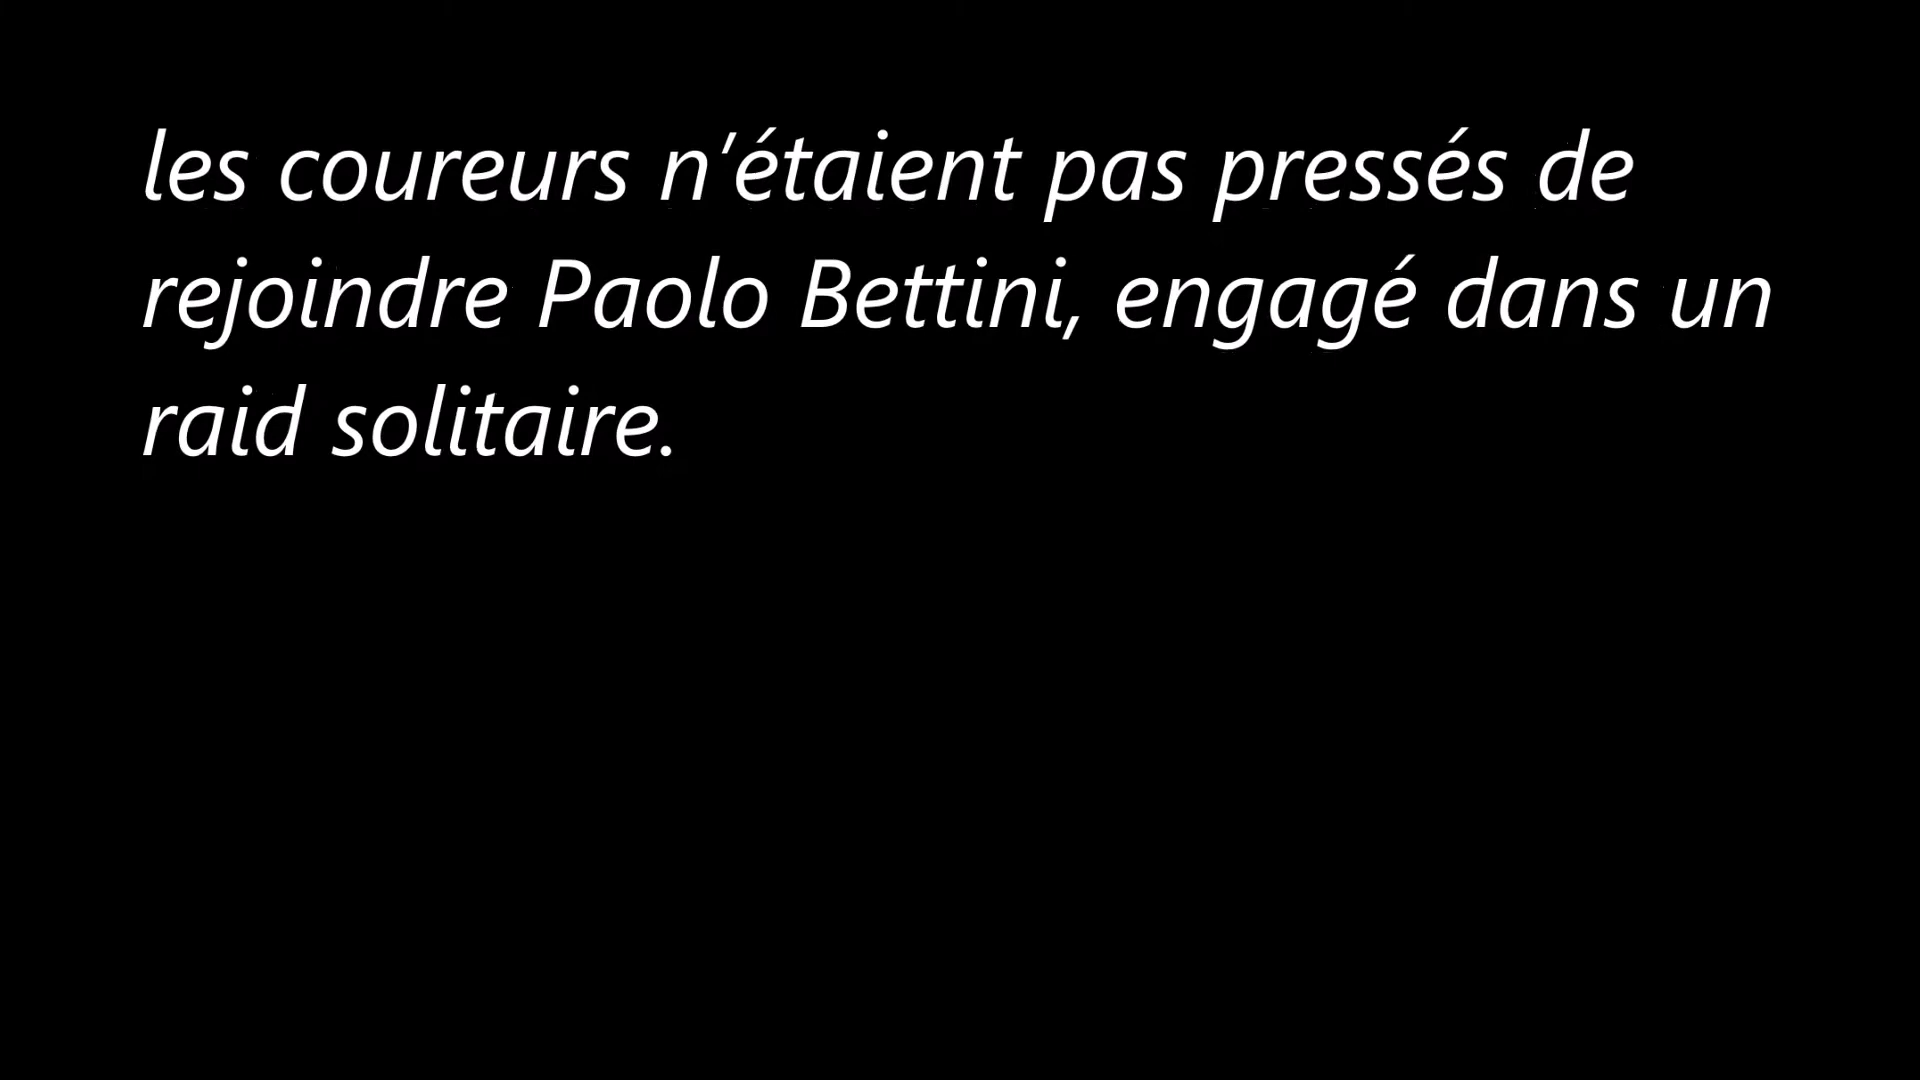 les coureurs n’étaient pas pressés de
rejoindre Paolo Bettini, engagé dans un
raid solitaire.